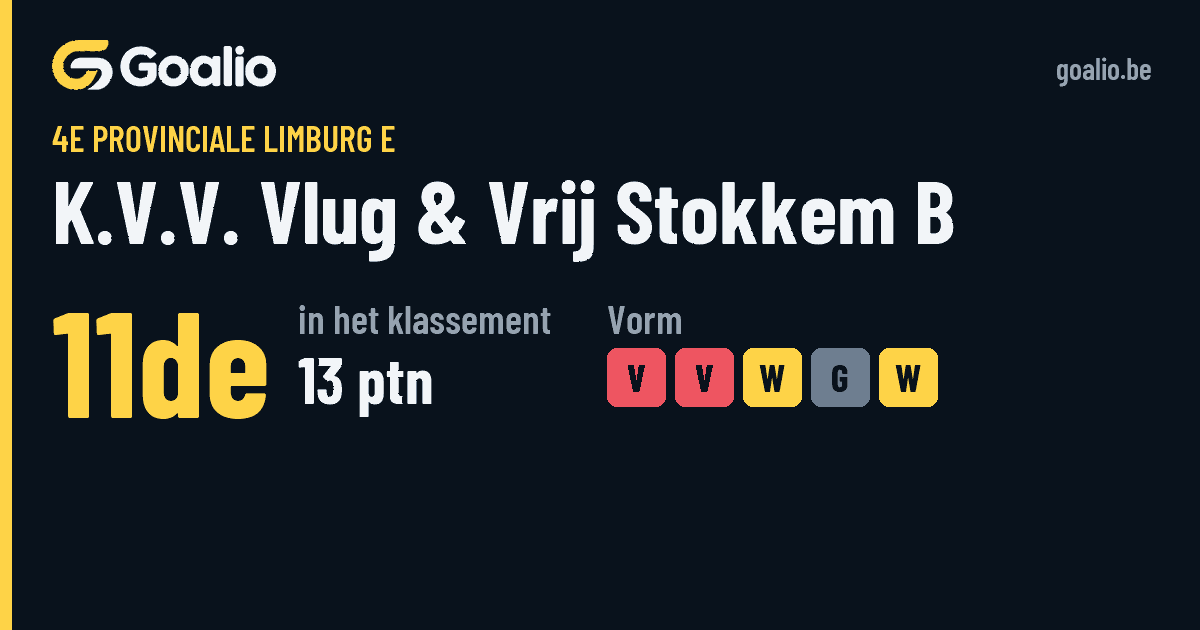 Goalio
goalio.be
4E PROVINCIALE LIMBURG E
K.V.V. Vlug & Vrij Stokkem B
11de
in het klassement
13 ptn
Vorm
V V W G W